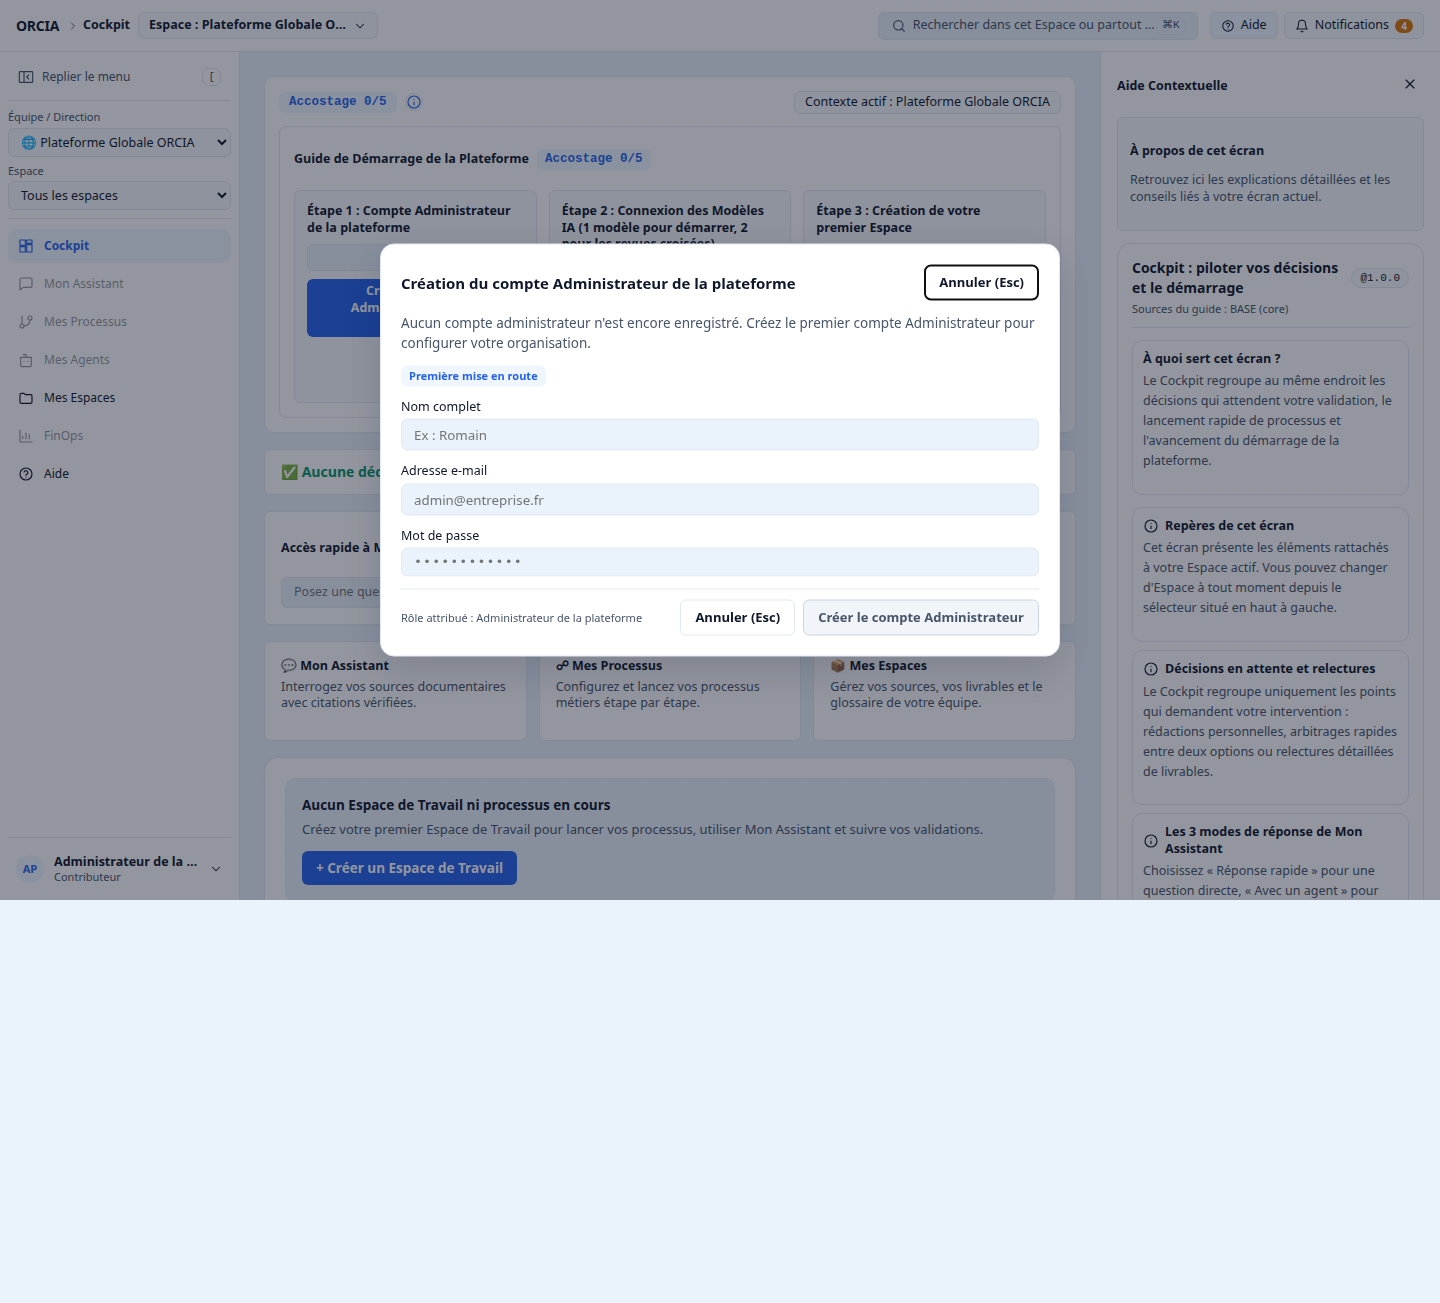 ORCIA
Cockpit
Espace : Plateforme Globale O...
Rechercher dans cet Espace ou partout ... ⌘K
Aide
Notifications 4
Replier le menu [
Équipe / Direction
🌐 Plateforme Globale ORCIA
Espace
Tous les espaces
Cockpit
Mon Assistant
Mes Processus
Mes Agents
Mes Espaces
FinOps
Aide
AP
Administrateur de la ...
Contributeur
Accostage 0/5
Contexte actif : Plateforme Globale ORCIA
Guide de Démarrage de la Plateforme
Accostage 0/5
Étape 1 : Compte Administrateur
de la plateforme
Étape 2 : Connexion des Modèles
IA (1 modèle pour démarrer, 2
pour les revues croisées)
Étape 3 : Création de votre
premier Espace
Cr
Adm
Création du compte Administrateur de la plateforme
Annuler (Esc)
Aucun compte administrateur n'est encore enregistré. Créez le premier compte Administrateur pour
configurer votre organisation.
Première mise en route
Nom complet
Ex : Romain
Adresse e-mail
admin@entreprise.fr
Mot de passe
••••••••••••
Rôle attribué : Administrateur de la plateforme
Annuler (Esc)
Créer le compte Administrateur
✅ Aucune déc
Accès rapide à M
Posez une que
💬 Mon Assistant
Interrogez vos sources documentaires
avec citations vérifiées.
Mes Processus
Configurez et lancez vos processus
métiers étape par étape.
📦 Mes Espaces
Gérez vos sources, vos livrables et le
glossaire de votre équipe.
Aucun Espace de Travail ni processus en cours
Créez votre premier Espace de Travail pour lancer vos processus, utiliser Mon Assistant et suivre vos validations.
+ Créer un Espace de Travail
Aide Contextuelle
À propos de cet écran
Retrouvez ici les explications détaillées et les
conseils liés à votre écran actuel.
Cockpit : piloter vos décisions
et le démarrage
@1.0.0
Sources du guide : BASE (core)
À quoi sert cet écran ?
Le Cockpit regroupe au même endroit les
décisions qui attendent votre validation, le
lancement rapide de processus et
l'avancement du démarrage de la
plateforme.
Repères de cet écran
Cet écran présente les éléments rattachés
à votre Espace actif. Vous pouvez changer
d'Espace à tout moment depuis le
sélecteur situé en haut à gauche.
Décisions en attente et relectures
Le Cockpit regroupe uniquement les points
qui demandent votre intervention :
rédactions personnelles, arbitrages rapides
entre deux options ou relectures détaillées
de livrables.
Les 3 modes de réponse de Mon
Assistant
Choisissez « Réponse rapide » pour une
question directe, « Avec un agent » pour